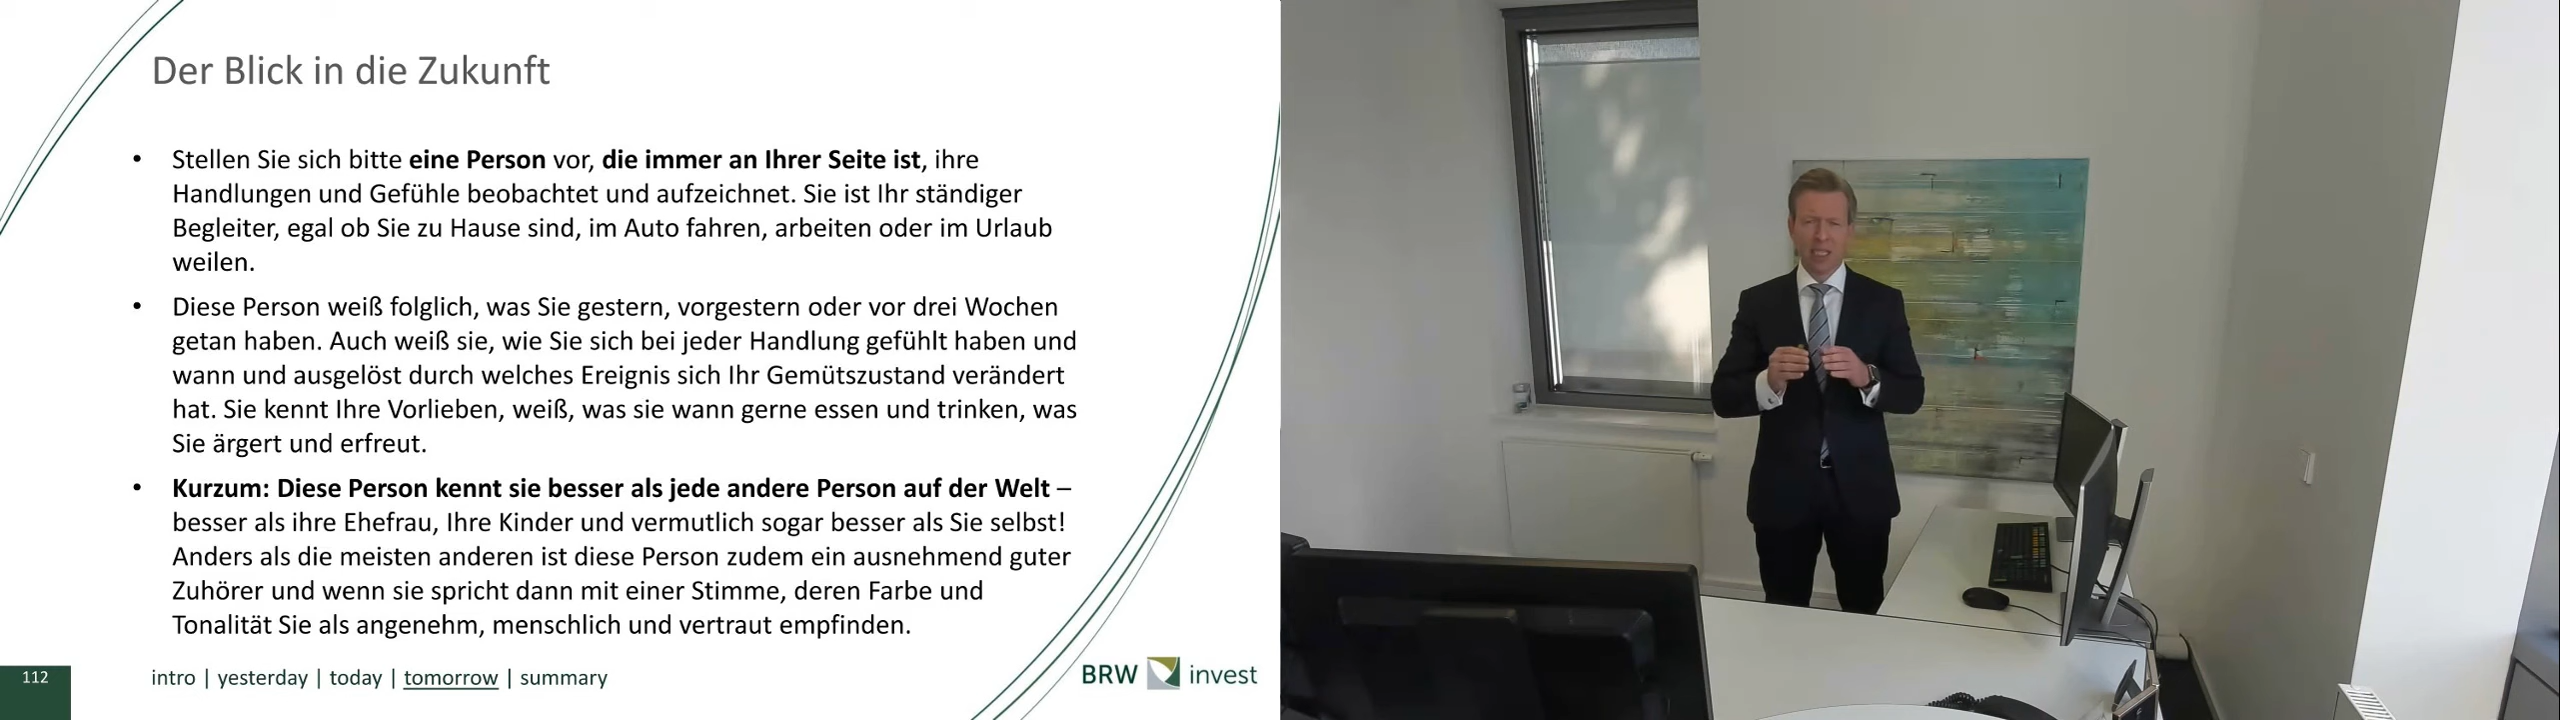 Der Blick in die Zukunft
• Stellen Sie sich bitte eine Person vor, die immer an Ihrer Seite ist, ihre
Handlungen und Gefühle beobachtet und aufzeichnet. Sie ist Ihr ständiger
Begleiter, egal ob Sie zu Hause sind, im Auto fahren, arbeiten oder im Urlaub
weilen.
• Diese Person weiß folglich, was Sie gestern, vorgestern oder vor drei Wochen
getan haben. Auch weiß sie, wie Sie sich bei jeder Handlung gefühlt haben und
wann und ausgelöst durch welches Ereignis sich Ihr Gemütszustand verändert
hat. Sie kennt Ihre Vorlieben, weiß, was sie wann gerne essen und trinken, was
Sie ärgert und erfreut.
• Kurzum: Diese Person kennt sie besser als jede andere Person auf der Welt –
besser als ihre Ehefrau, Ihre Kinder und vermutlich sogar besser als Sie selbst!
Anders als die meisten anderen ist diese Person zudem ein ausnehmend guter
Zuhörer und wenn sie spricht dann mit einer Stimme, deren Farbe und
Tonalität Sie als angenehm, menschlich und vertraut empfinden.
112
intro | yesterday | today | tomorrow | summary
BRW invest